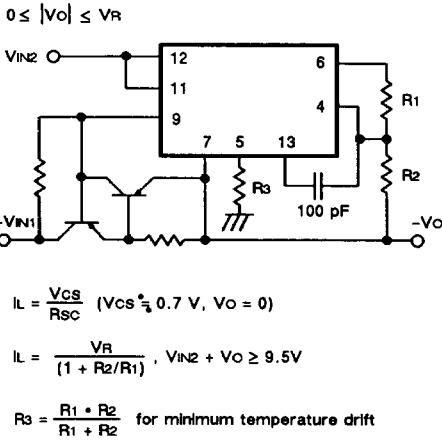 0 ≤ |VO| ≤ VR
VIN2
12
11
9
6
4
7
5
13
R1
R2
R3
100 pF
-VIN1
-VO
IL = VCS / RSC (VCS ≒ 0.7 V, VO = 0)
IL = VR / (1 + R2/R1) , VIN2 + VO ≥ 9.5V
R3 = R1 • R2 / R1 + R2 for minimum temperature drift